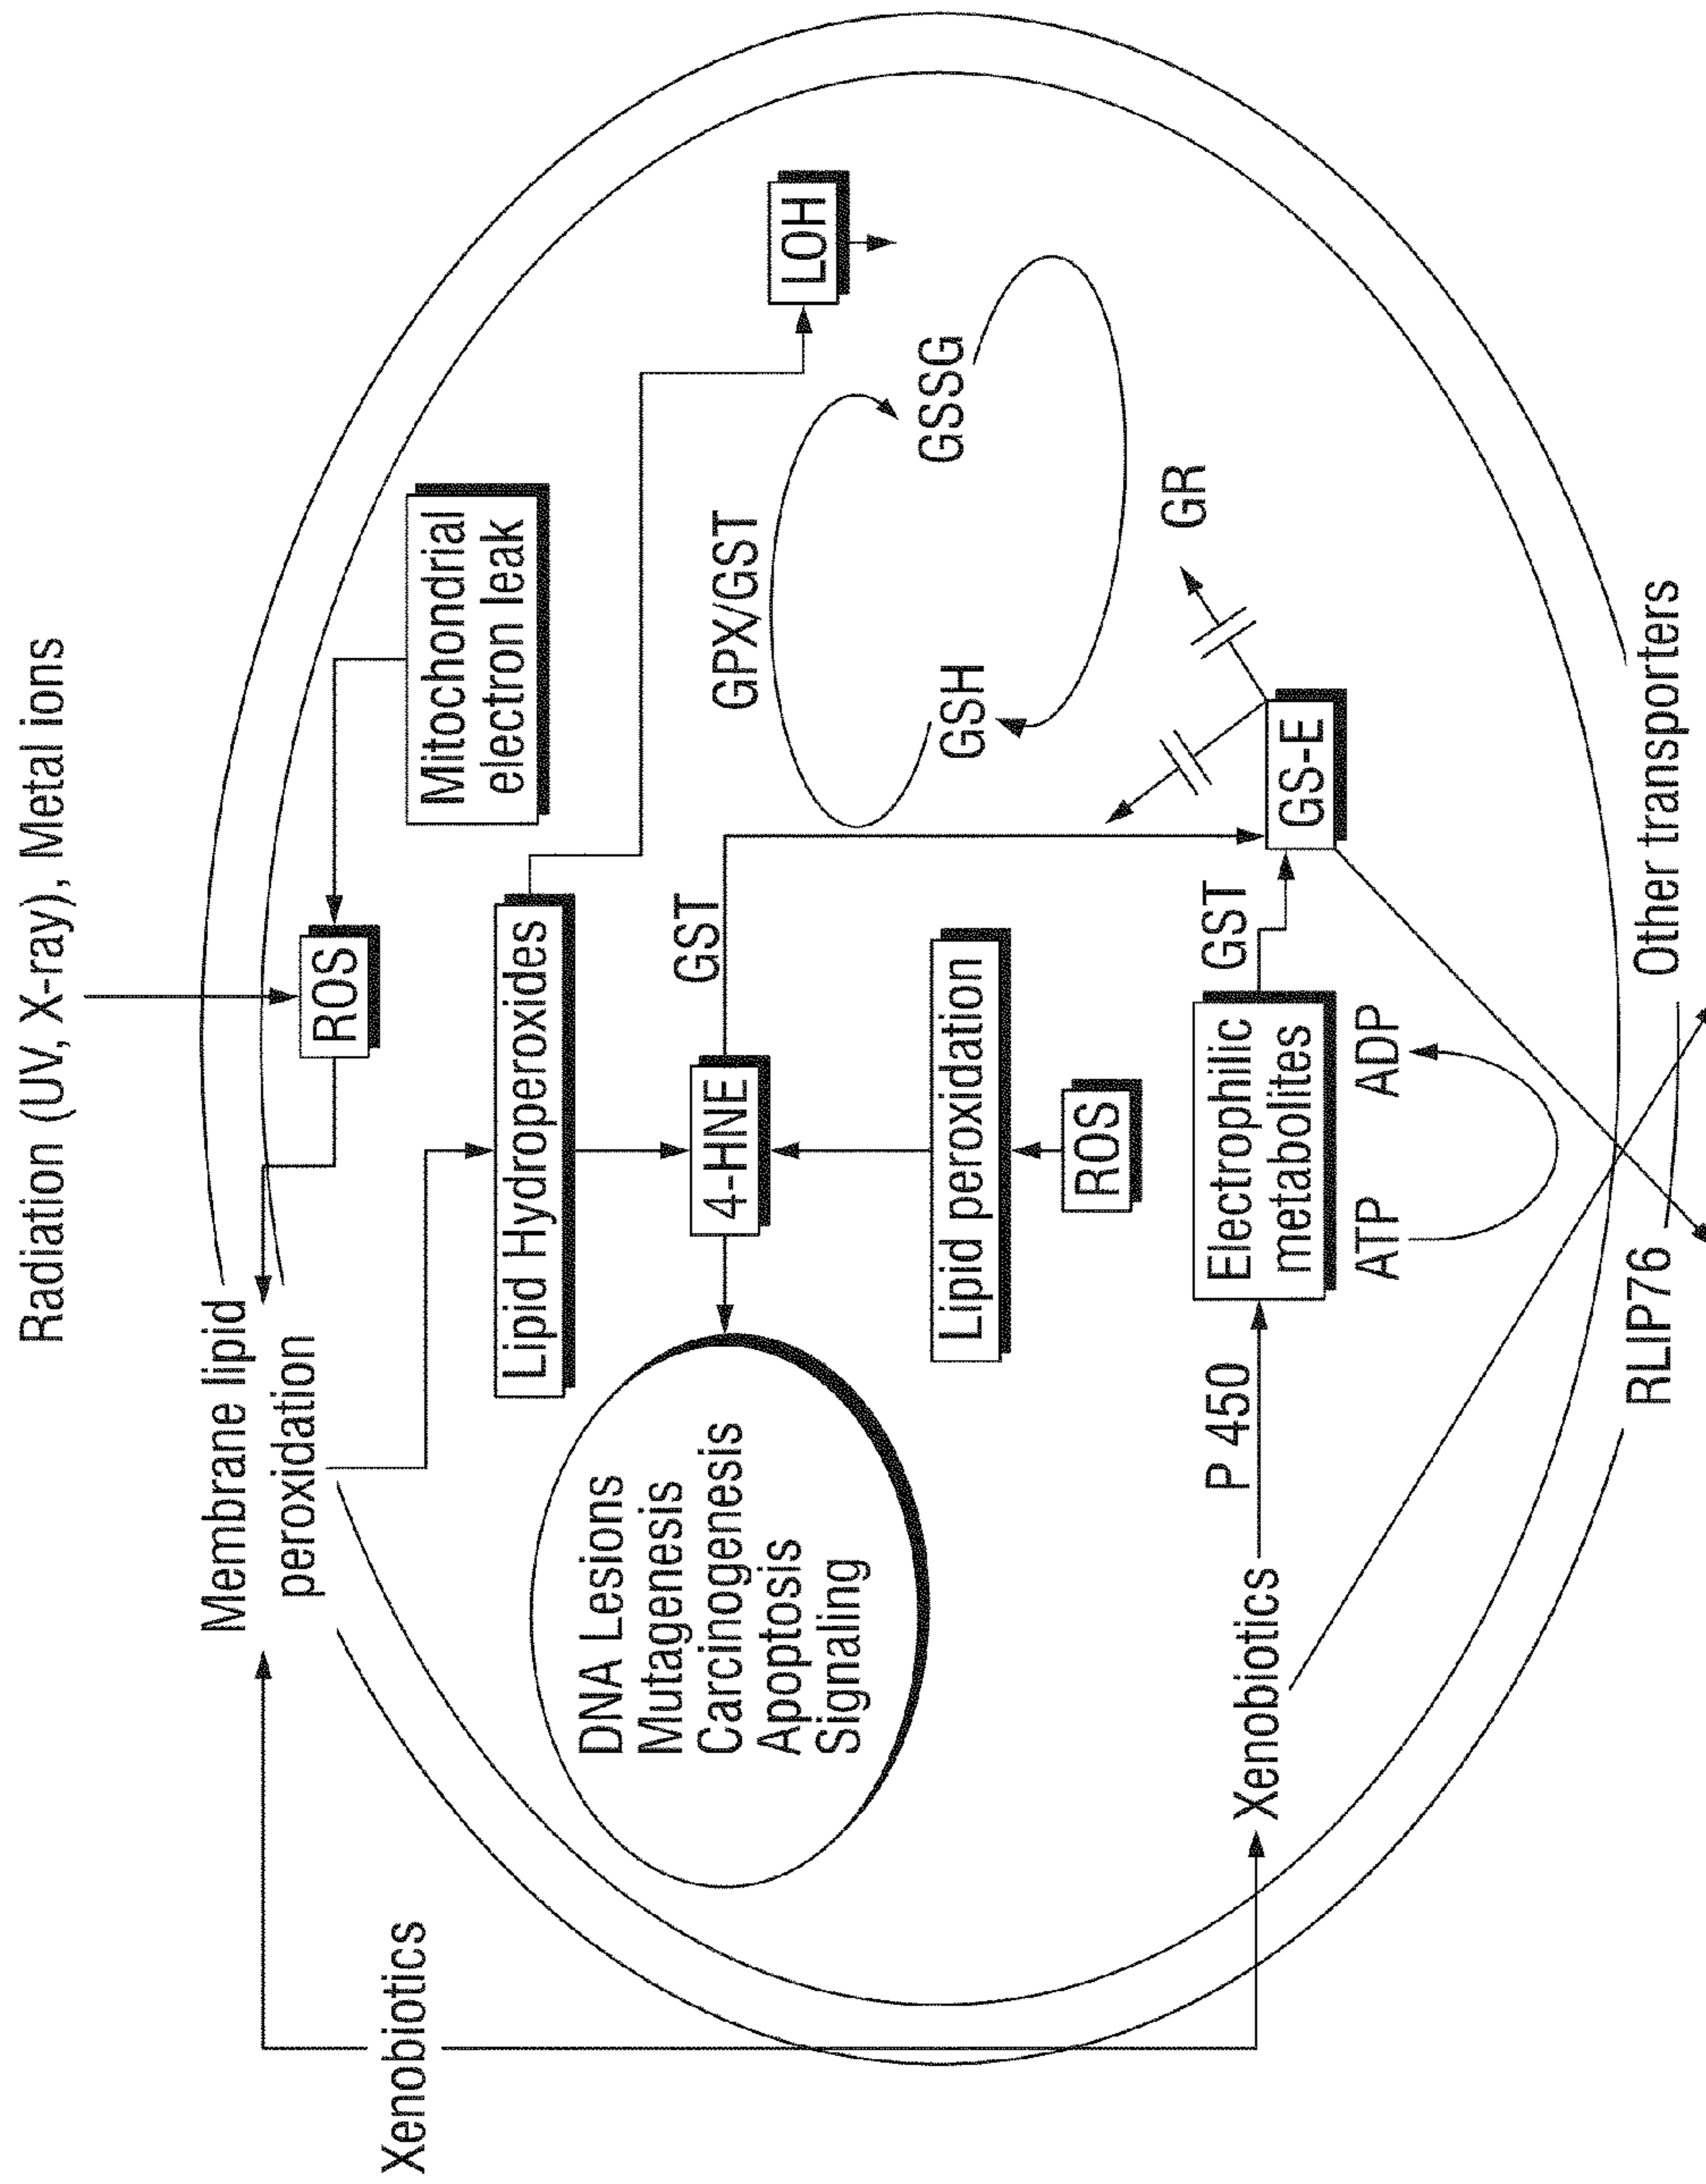 Radiation (UV, X-ray), Metal ions
Membrane lipid
peroxidation
ROS
Mitochondrial
electron leak
Xenobiotics
Lipid Hydroperoxides
DNA Lesions
Mutagenesis
Carcinogenesis
Apoptosis
Signaling
4-HNE
GST
GPX/GST
LOH
Lipid peroxidation
GSH
GSSG
ROS
GR
Xenobiotics
P 450
Electrophilic
metabolites
GST
GS-E
ATP
ADP
RLIP76
Other transporters